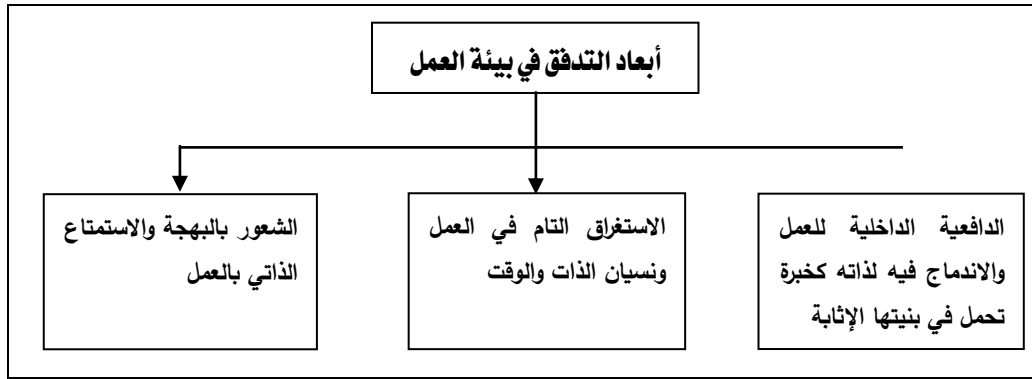 أبعاد التدفق في بيئة العمل
الدافعية الداخلية للعمل
والاندماج فيه لذاته كخبرة
تحمل في بنيتها الإثابة
الاستغراق التام في العمل
ونسيان الذات والوقت
الشعور بالبهجة والاستمتاع
الذاتي بالعمل